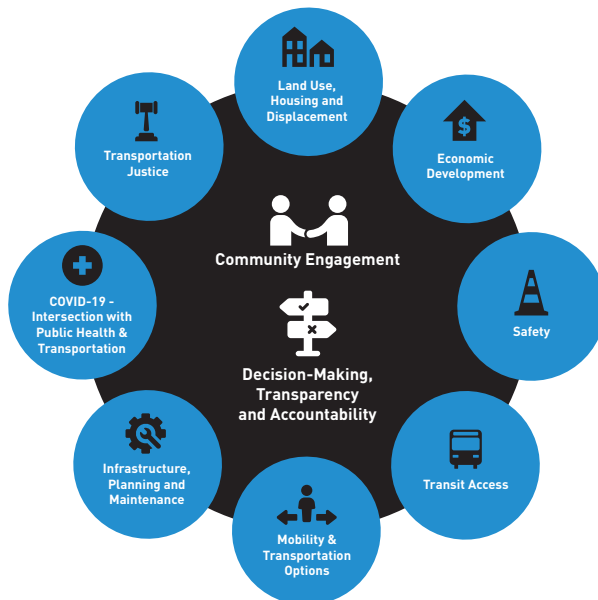 Land Use,
Housing and
Displacement
$
Economic
Development
Safety
Transit Access
Mobility &
Transportation
Options
Infrastructure,
Planning and
Maintenance
COVID-19 -
Intersection with
Public Health &
Transportation
Transportation
Justice
Community Engagement
Decision-Making,
Transparency
and Accountability